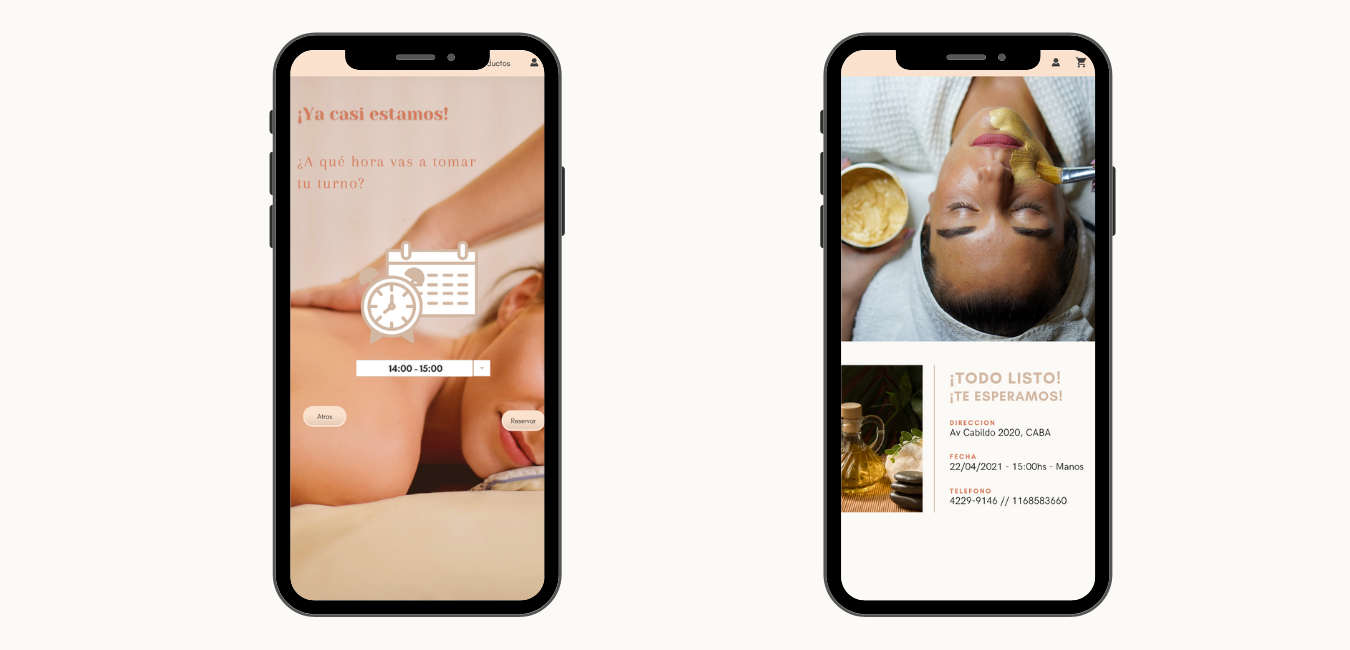 ductos
¡Ya casi estamos!
¿A qué hora vas a tomar
tu turno?
14:00 - 15:00
Atras
Reservar
¡TODO LISTO!
¡TE ESPERAMOS!
DIRECCION
Av Cabildo 2020, CABA
FECHA
22/04/2021 - 15:00hs - Manos
TELEFONO
4229-9146 // 1168583660